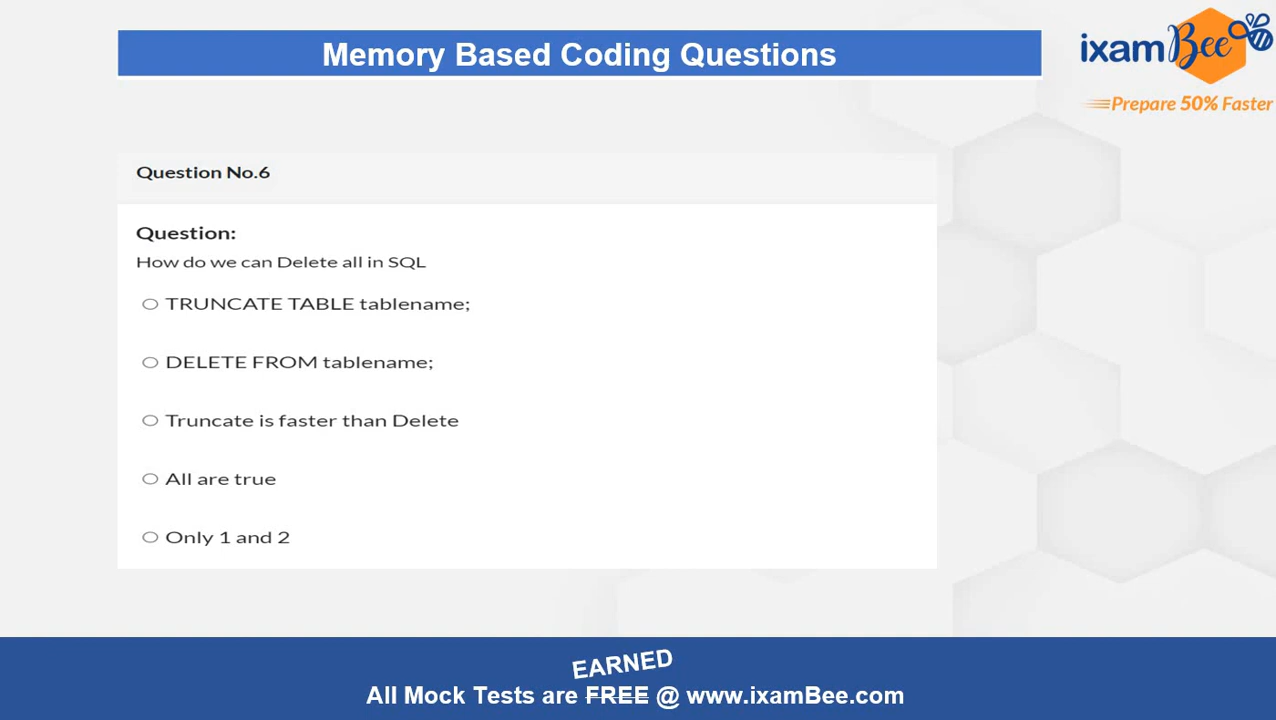 Memory Based Coding Questions
ixamBee
Prepare 50% Faster
Question No.6
Question:
How do we can Delete all in SQL
TRUNCATE TABLE tablename;
DELETE FROM tablename;
Truncate is faster than Delete
All are true
Only 1 and 2
EARNED
All Mock Tests are FREE @ www.ixamBee.com